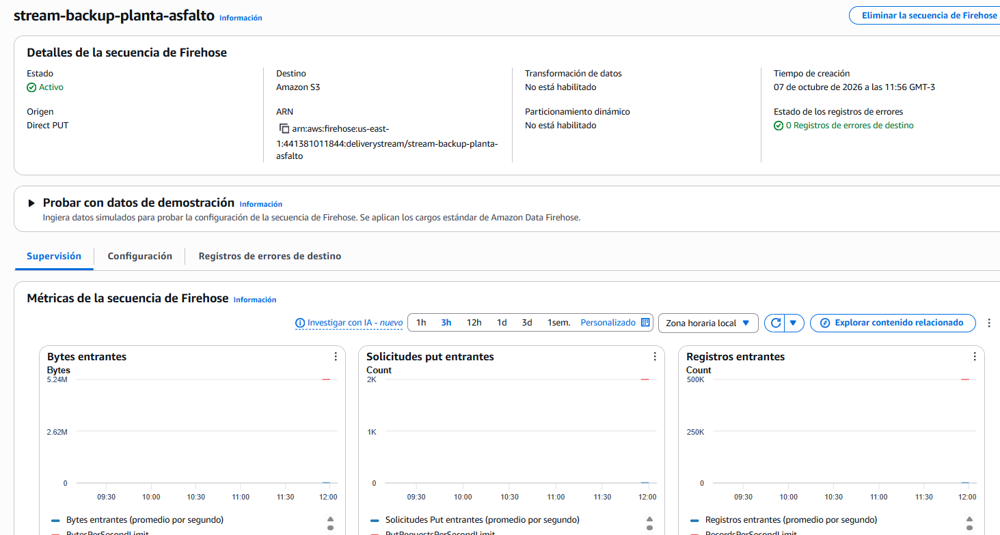 stream-backup-planta-asfalto Información
Eliminar la secuencia de Firehose
Detalles de la secuencia de Firehose
Estado
Activo
Origen
Direct PUT
Destino
Amazon S3
ARN
arn:aws:firehose:us-east-
1:441381011844:deliverystream/stream-backup-planta-
asfalto
Transformación de datos
No está habilitado
Particionamiento dinámico
No está habilitado
Tiempo de creación
07 de octubre de 2026 a las 11:56 GMT-3
Estado de los registros de errores
0 Registros de errores de destino
Probar con datos de demostración Información
Ingiera datos simulados para probar la configuración de la secuencia de Firehose. Se aplican los cargos estándar de Amazon Data Firehose.
Supervisión Configuración Registros de errores de destino
Métricas de la secuencia de Firehose Información
Investigar con IA - nuevo 1h 3h 12h 1d 3d 1sem. Personalizado Zona horaria local Explorar contenido relacionado
Bytes entrantes
Bytes
5.24M
2.62M
0
09:30 10:00 10:30 11:00 11:30 12:00
Bytes entrantes (promedio por segundo)
BytesPerSecondLimit
Solicitudes put entrantes
Count
2K
1K
0
09:30 10:00 10:30 11:00 11:30 12:00
Solicitudes Put entrantes (promedio por segundo)
PutRequestsPerSecondLimit
Registros entrantes
Count
500K
250K
0
09:30 10:00 10:30 11:00 11:30 12:00
Registros entrantes (promedio por segundo)
RecordsPerSecondLimit